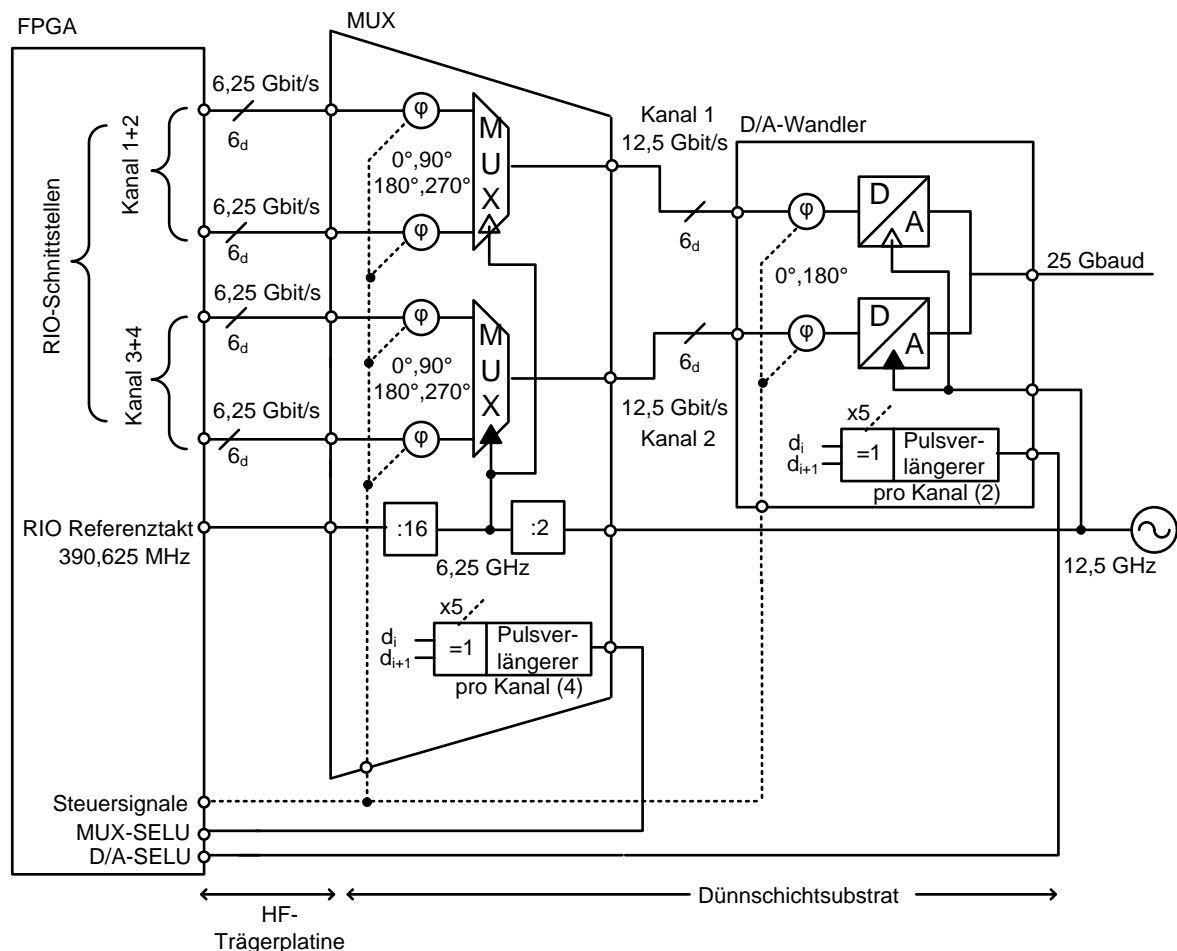 FPGA
MUX
6,25 Gbit/s
6d
φ
Kanal 1+2
0°,90°
180°,270°
M
U
X
6,25 Gbit/s
6d
φ
RIO-Schnittstellen
6,25 Gbit/s
6d
φ
Kanal 3+4
0°,90°
180°,270°
M
U
X
6,25 Gbit/s
6d
φ
Kanal 1
12,5 Gbit/s
6d
D/A-Wandler
φ
D
A
0°,180°
25 Gbaud
6d
12,5 Gbit/s
Kanal 2
φ
D
A
x5
di
di+1
=1
Pulsver-
längerer
pro Kanal (2)
RIO Referenztakt
390,625 MHz
:16
:2
6,25 GHz
12,5 GHz
x5
di
di+1
=1
Pulsver-
längerer
pro Kanal (4)
Steuersignale
MUX-SELU
D/A-SELU
HF-
Trägerplatine
Dünnschichtsubstrat